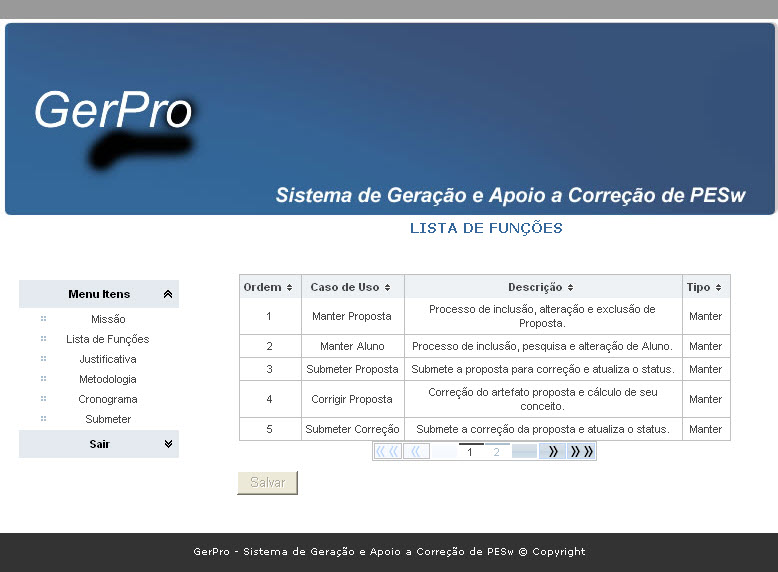 GerPro
Sistema de Geração e Apoio a Correção de PESw
LISTA DE FUNÇÕES
Menu Itens
Missão
Lista de Funções
Justificativa
Metodologia
Cronograma
Submeter
Sair
Ordem Caso de Uso Descrição Tipo
1 Manter Proposta Processo de inclusão, alteração e exclusão de Proposta. Manter
2 Manter Aluno Processo de inclusão, pesquisa e alteração de Aluno. Manter
3 Submeter Proposta Submete a proposta para correção e atualiza o status. Manter
4 Corrigir Proposta Correção do artefato proposta e cálculo de seu conceito. Manter
5 Submeter Correção Submete a correção da proposta e atualiza o status. Manter
«« « 1 2 » »»
Salvar
GerPro - Sistema de Geração e Apoio a Correção de PESw © Copyright